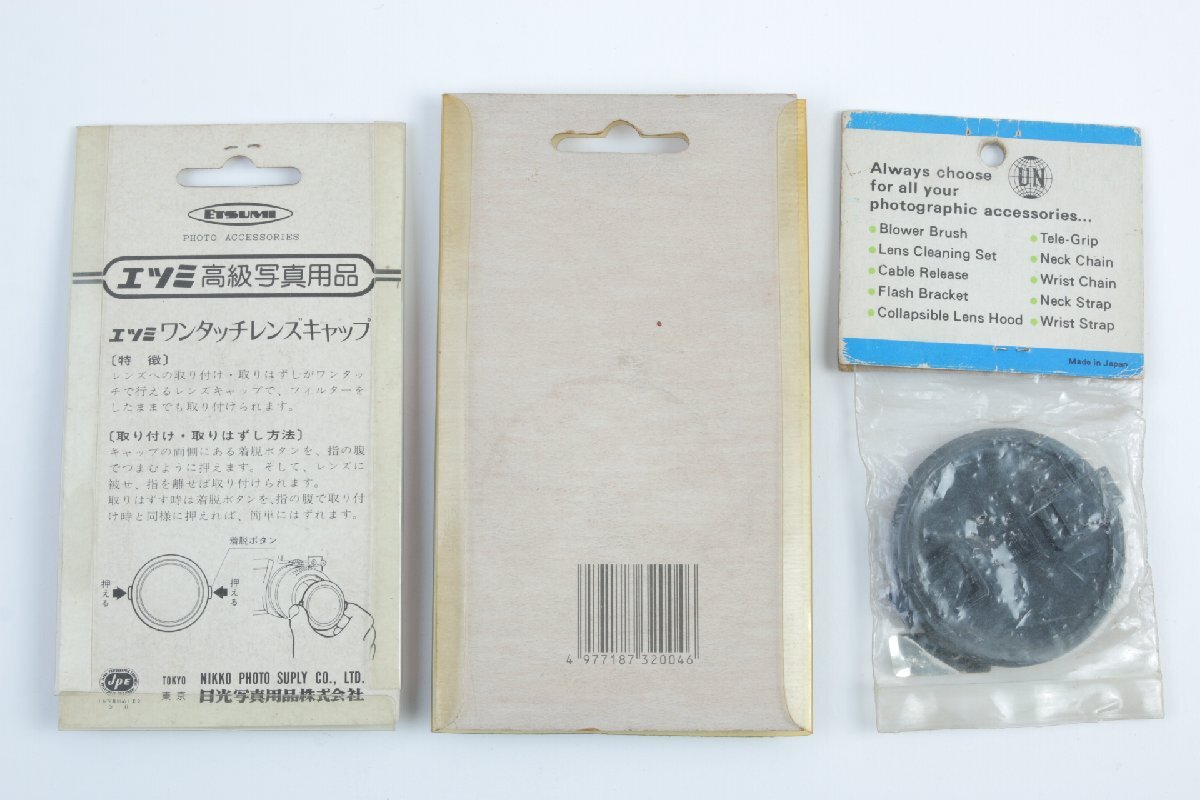 ETSUMI
PHOTO ACCESSORIES
エツミ 高級写真用品
エツミ ワンタッチレンズキャップ
〔特 徴〕
レンズへの取り付け・取りはずしがワンタッ
チで行えるレンズキャップで、フィルターを
したままでも取り付けられます。
〔取り付け・取りはずし方法〕
キャップの両側にある着脱ボタンを、指の腹
でつまむように押えます。そして、レンズに
被せ、指を離せば取り付けられます。
取りはずす時は着脱ボタンを、指の腹で取り付
け時と同様に押えれば、簡単にはずれます。
着脱ボタン
押える
押える
JPE
TOKYO NIKKO PHOTO SUPLY CO., LTD.
東京 日光写真用品株式会社
4 977187 320046
UN
Always choose
for all your
photographic accessories...
Blower Brush
Lens Cleaning Set
Cable Release
Flash Bracket
Collapsible Lens Hood
Tele-Grip
Neck Chain
Wrist Chain
Neck Strap
Wrist Strap
Made in Japan